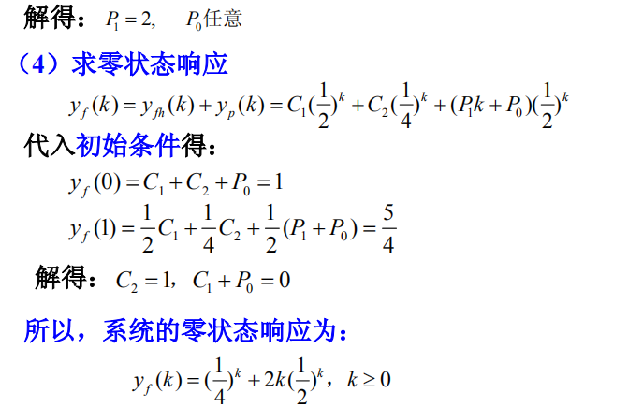 解得：P₁ = 2,  P₀任意
（4）求零状态响应
y_f(k) = y_fh(k) + y_p(k) = C₁(1/2)^k + C₂(1/4)^k + (P₁k + P₀)(1/2)^k
代入初始条件得：
y_f(0) = C₁ + C₂ + P₀ = 1
y_f(1) = 1/2 C₁ + 1/4 C₂ + 1/2 (P₁ + P₀) = 5/4
解得：C₂ = 1，C₁ + P₀ = 0
所以，系统的零状态响应为：
y_f(k) = (1/4)^k + 2k(1/2)^k，k ≥ 0